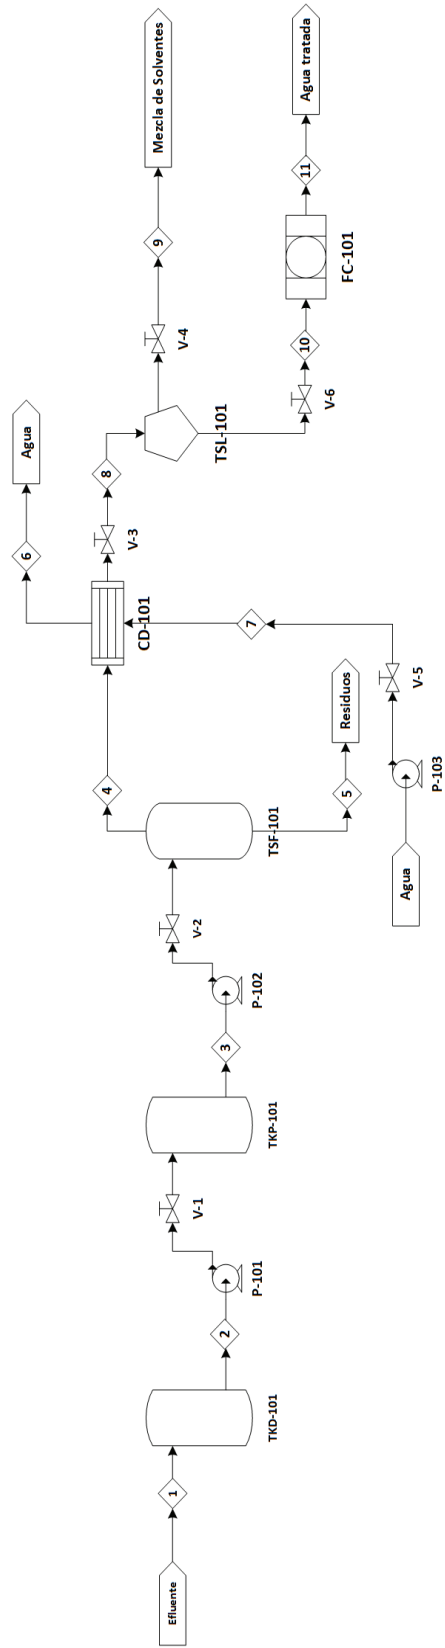 Efluente
1
TKD-101
2
P-101
V-1
TKP-101
3
P-102
V-2
TSF-101
4
5
Residuos
Agua
P-103
V-5
7
CD-101
6
Agua
V-3
8
TSL-101
V-4
9
Mezcla de Solventes
V-6
10
FC-101
11
Agua tratada